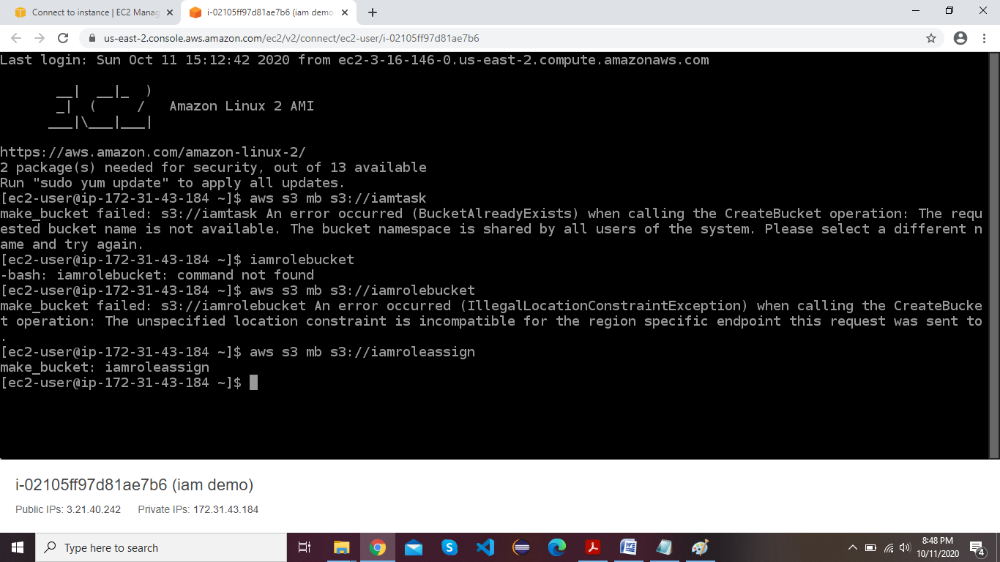 Connect to instance | EC2 Manag
i-02105ff97d81ae7b6 (iam demo
us-east-2.console.aws.amazon.com/ec2/v2/connect/ec2-user/i-02105ff97d81ae7b6
Last login: Sun Oct 11 15:12:42 2020 from ec2-3-16-146-0.us-east-2.compute.amazonaws.com
       __|  __|_  )
       _|  (     /   Amazon Linux 2 AMI
      ___|\___|___|
https://aws.amazon.com/amazon-linux-2/
2 package(s) needed for security, out of 13 available
Run "sudo yum update" to apply all updates.
[ec2-user@ip-172-31-43-184 ~]$ aws s3 mb s3://iamtask
make_bucket failed: s3://iamtask An error occurred (BucketAlreadyExists) when calling the CreateBucket operation: The requ
ested bucket name is not available. The bucket namespace is shared by all users of the system. Please select a different n
ame and try again.
[ec2-user@ip-172-31-43-184 ~]$ iamrolebucket
-bash: iamrolebucket: command not found
[ec2-user@ip-172-31-43-184 ~]$ aws s3 mb s3://iamrolebucket
make_bucket failed: s3://iamrolebucket An error occurred (IllegalLocationConstraintException) when calling the CreateBucke
t operation: The unspecified location constraint is incompatible for the region specific endpoint this request was sent to
.
[ec2-user@ip-172-31-43-184 ~]$ aws s3 mb s3://iamroleassign
make_bucket: iamroleassign
[ec2-user@ip-172-31-43-184 ~]$
i-02105ff97d81ae7b6 (iam demo)
Public IPs: 3.21.40.242 Private IPs: 172.31.43.184
Type here to search
8:48 PM
10/11/2020
4